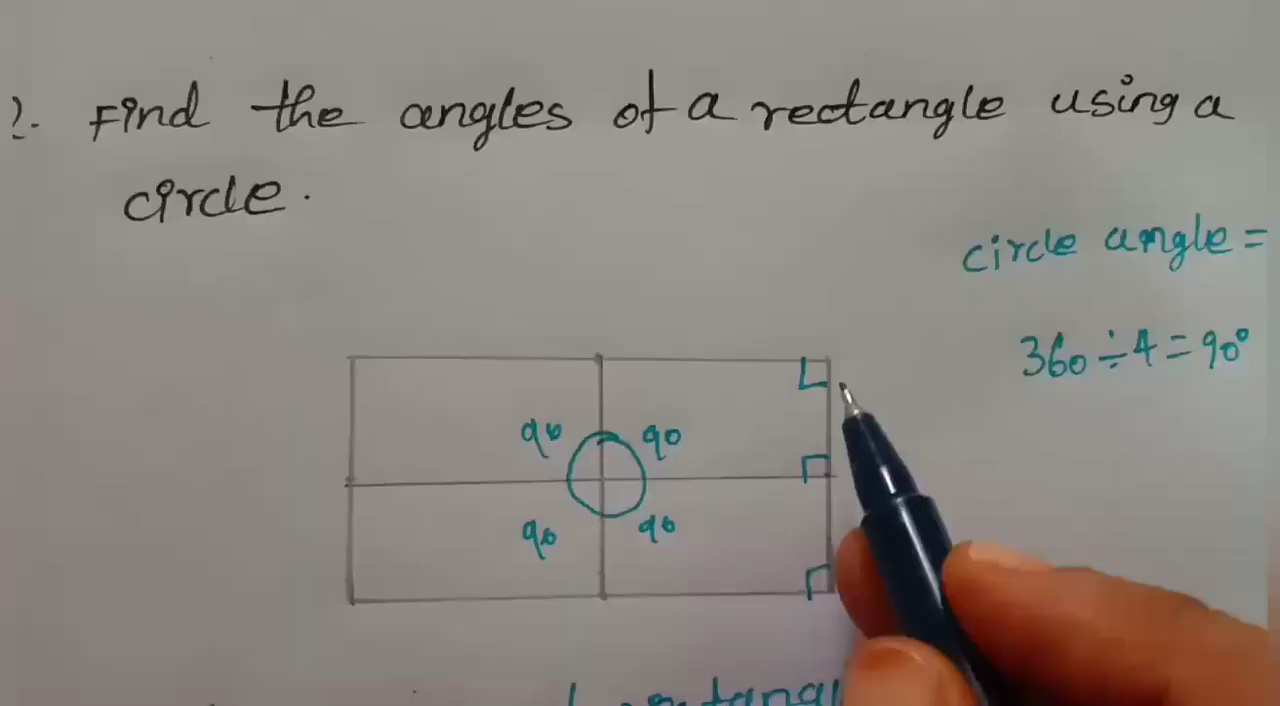 2. Find the angles of a rectangle using a
circle.
circle angle =
360 ÷ 4 = 90°
90 90
90 90